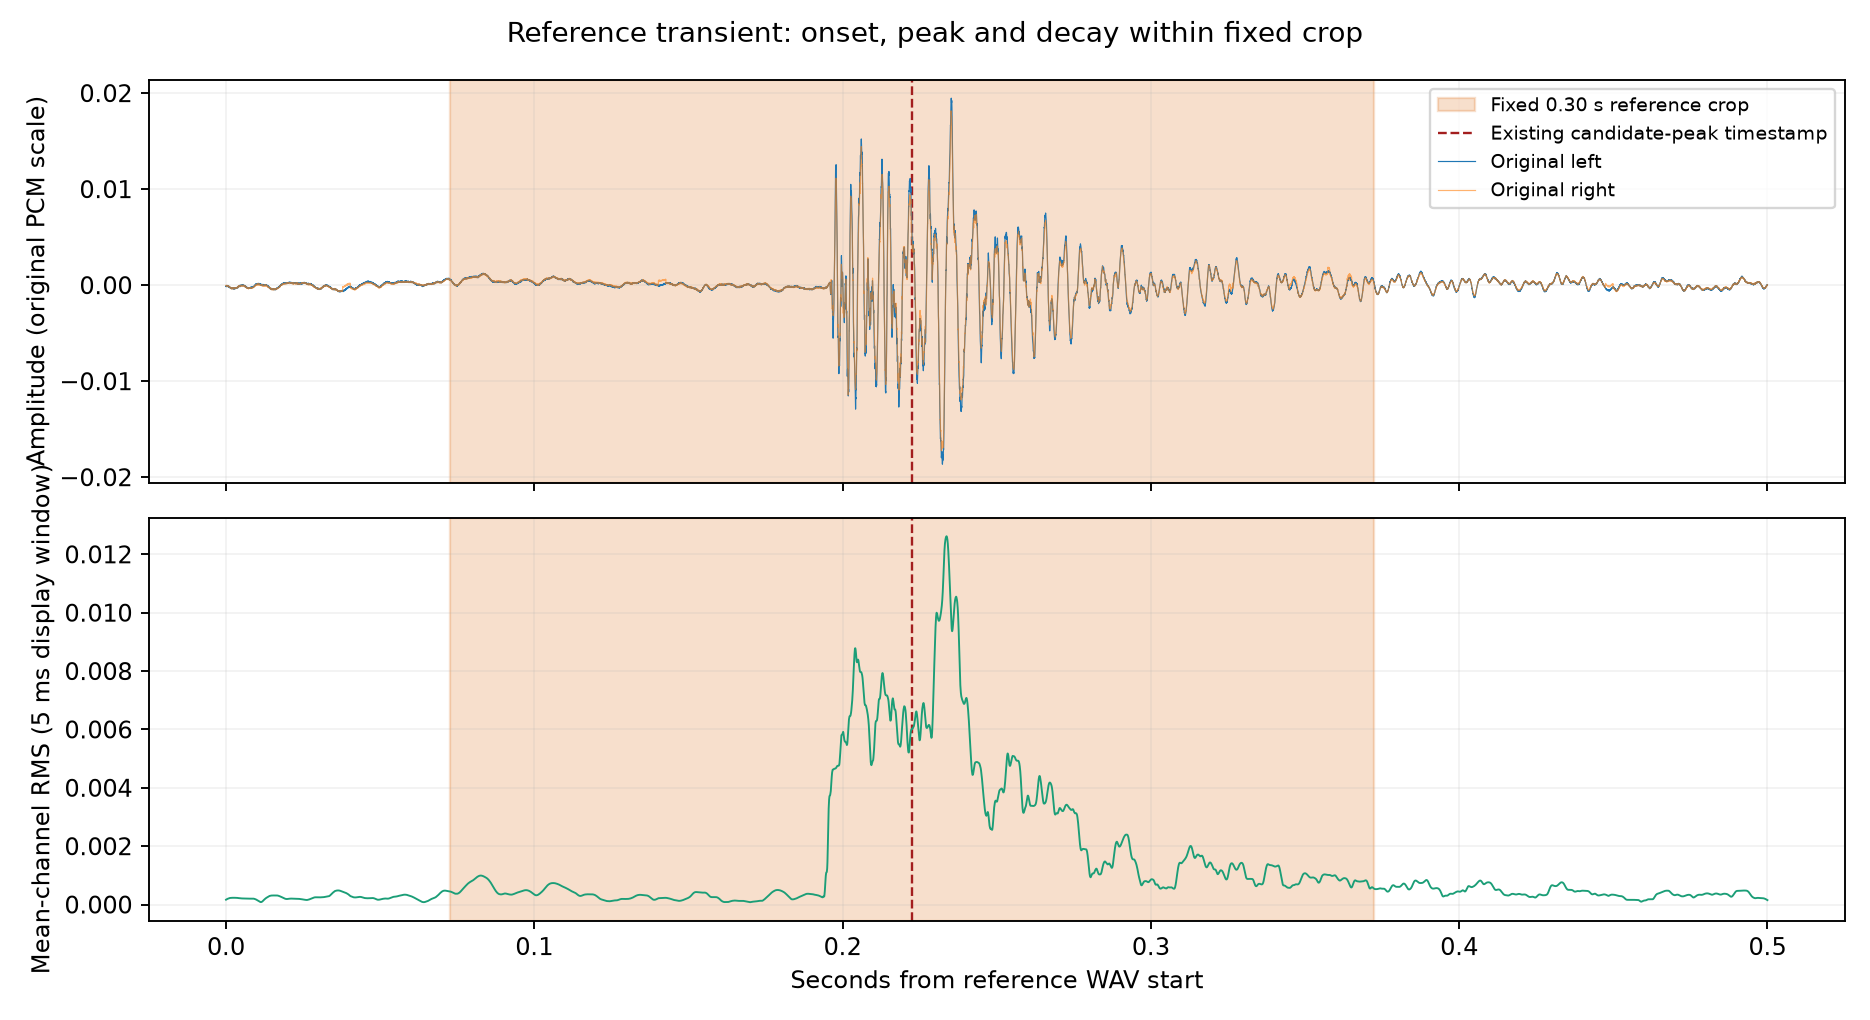 Reference transient: onset, peak and decay within fixed crop
Amplitude (original PCM scale)
0.02
0.01
0.00
−0.01
−0.02
Fixed 0.30 s reference crop
Existing candidate-peak timestamp
Original left
Original right
Mean-channel RMS (5 ms display window)
0.012
0.010
0.008
0.006
0.004
0.002
0.000
0.0 0.1 0.2 0.3 0.4 0.5
Seconds from reference WAV start